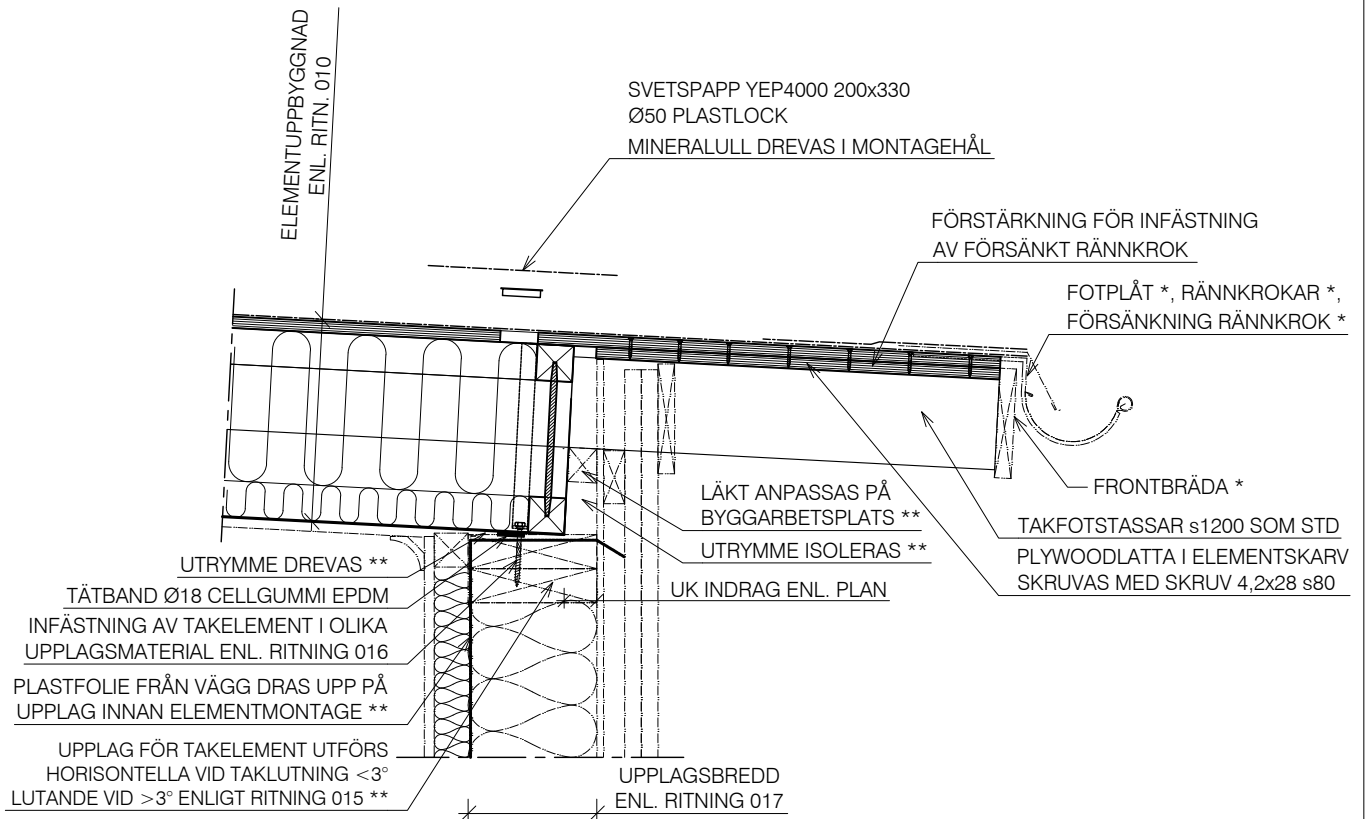 ELEMENTUPPBYGGNAD
ENL. RITN. 010
SVETSPAPP YEP4000 200x330
Ø50 PLASTLOCK
MINERALULL DREVAS I MONTAGEHÅL
FÖRSTÄRKNING FÖR INFÄSTNING
AV FÖRSÄNKT RÄNNKROK
FOTPLÅT *, RÄNNKROKAR *,
FÖRSÄNKNING RÄNNKROK *
FRONTBRÄDA *
LÄKT ANPASSAS PÅ
BYGGARBETSPLATS **
TAKFOTSTASSAR s1200 SOM STD
UTRYMME ISOLERAS **
PLYWOODLATTA I ELEMENTSKARV
SKRUVAS MED SKRUV 4,2x28 s80
UK INDRAG ENL. PLAN
UTRYMME DREVAS **
TÄTBAND Ø18 CELLGUMMI EPDM
INFÄSTNING AV TAKELEMENT I OLIKA
UPPLAGSMATERIAL ENL. RITNING 016
PLASTFOLIE FRÅN VÄGG DRAS UPP PÅ
UPPLAG INNAN ELEMENTMONTAGE **
UPPLAG FÖR TAKELEMENT UTFÖRS
HORISONTELLA VID TAKLUTNING <3°
LUTANDE VID >3° ENLIGT RITNING 015 **
UPPLAGSBREDD
ENL. RITNING 017